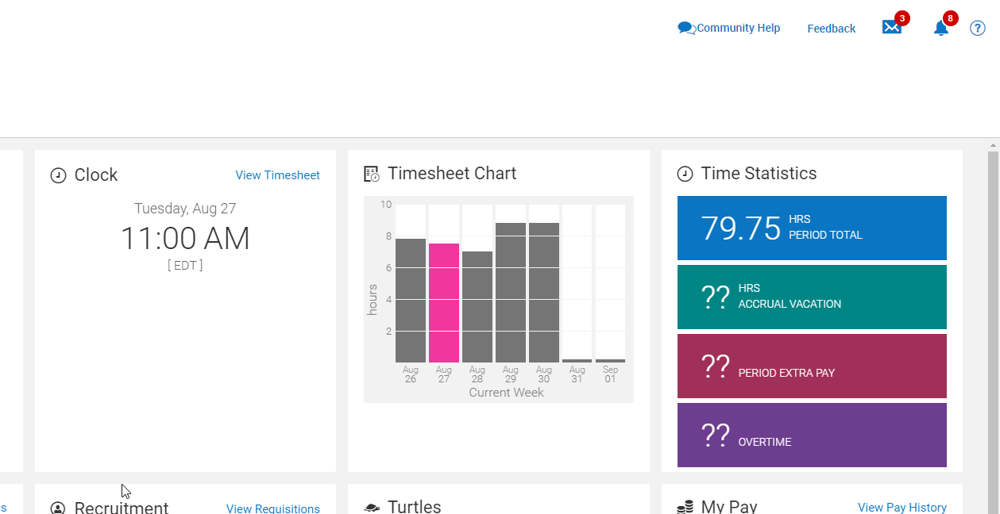 Community Help
Feedback
3
8
?
Clock
View Timesheet
Tuesday, Aug 27
11:00 AM
[ EDT ]
Timesheet Chart
10
8
6
4
2
hours
Aug 26
Aug 27
Aug 28
Aug 29
Aug 30
Aug 31
Sep 01
Current Week
Time Statistics
79.75 HRS
PERIOD TOTAL
?? HRS
ACCRUAL VACATION
?? PERIOD EXTRA PAY
?? OVERTIME
s
Recruitment
View Requisitions
Turtles
My Pay
View Pay History